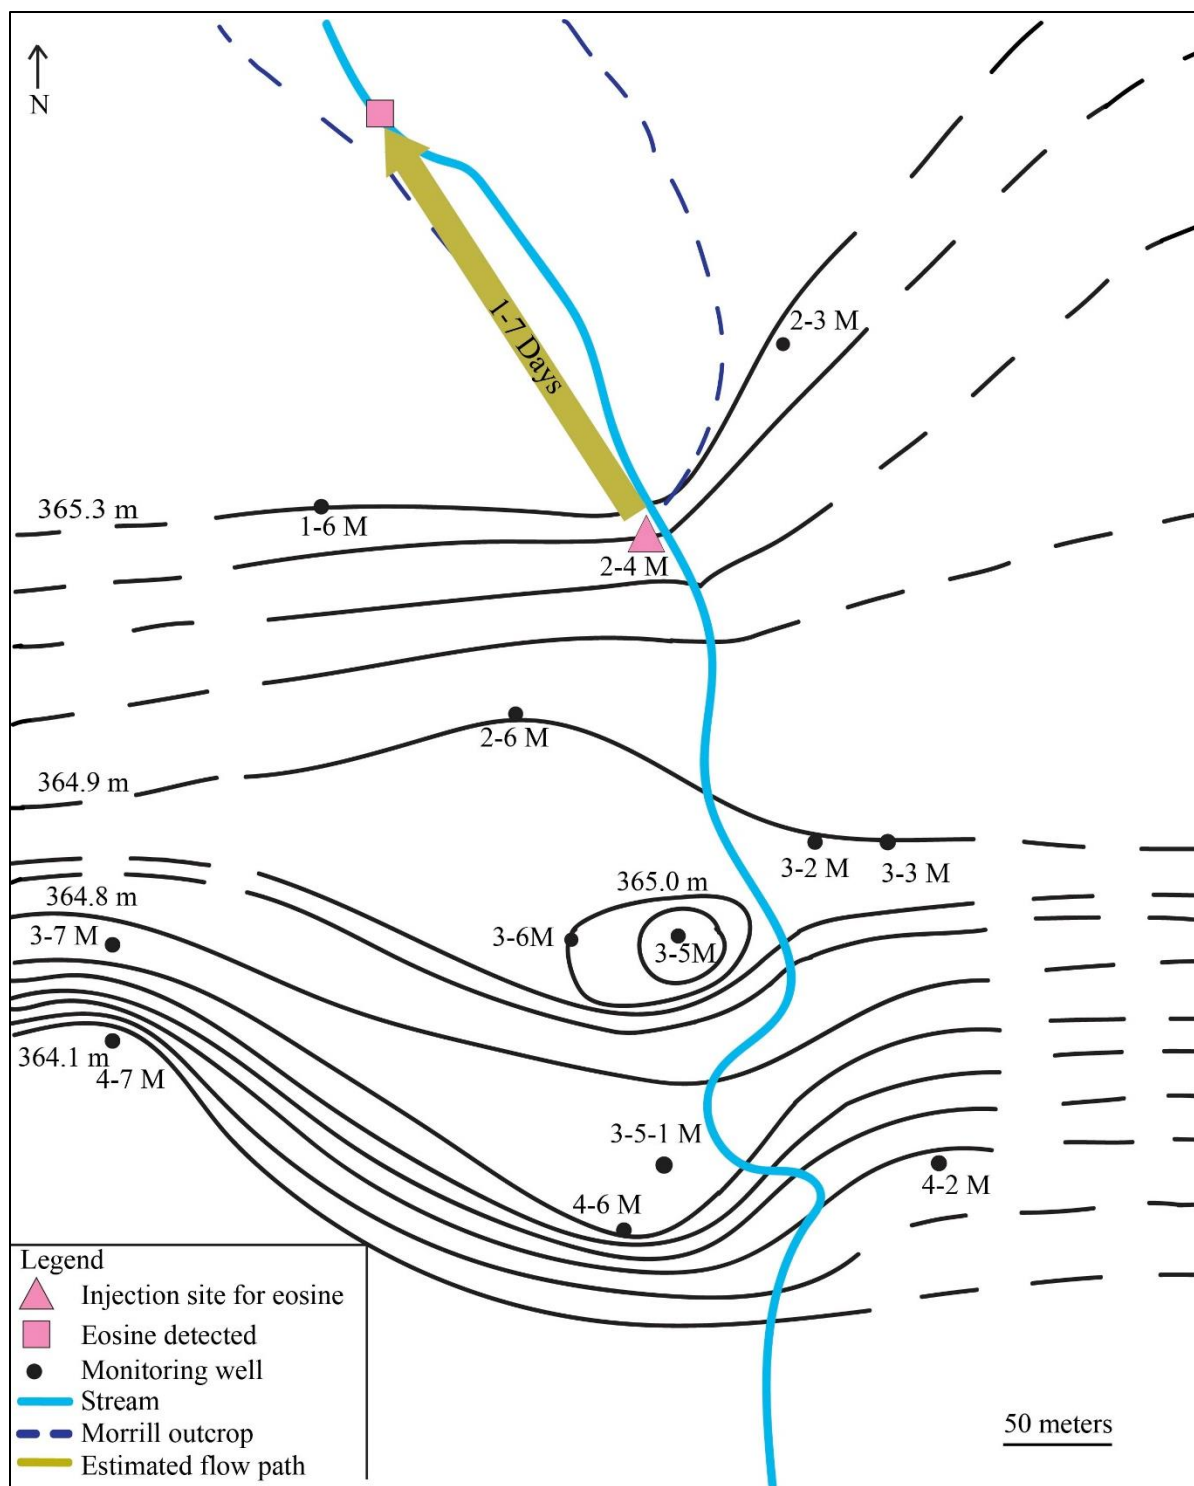 N
1-7 Days
2-3 M
365.3 m
1-6 M
2-4 M
2-6 M
364.9 m
3-2 M
3-3 M
365.0 m
364.8 m
3-7 M
3-6M
3-5M
364.1 m
4-7 M
3-5-1 M
4-6 M
4-2 M
Legend
Injection site for eosine
Eosine detected
Monitoring well
Stream
Morrill outcrop
Estimated flow path
50 meters